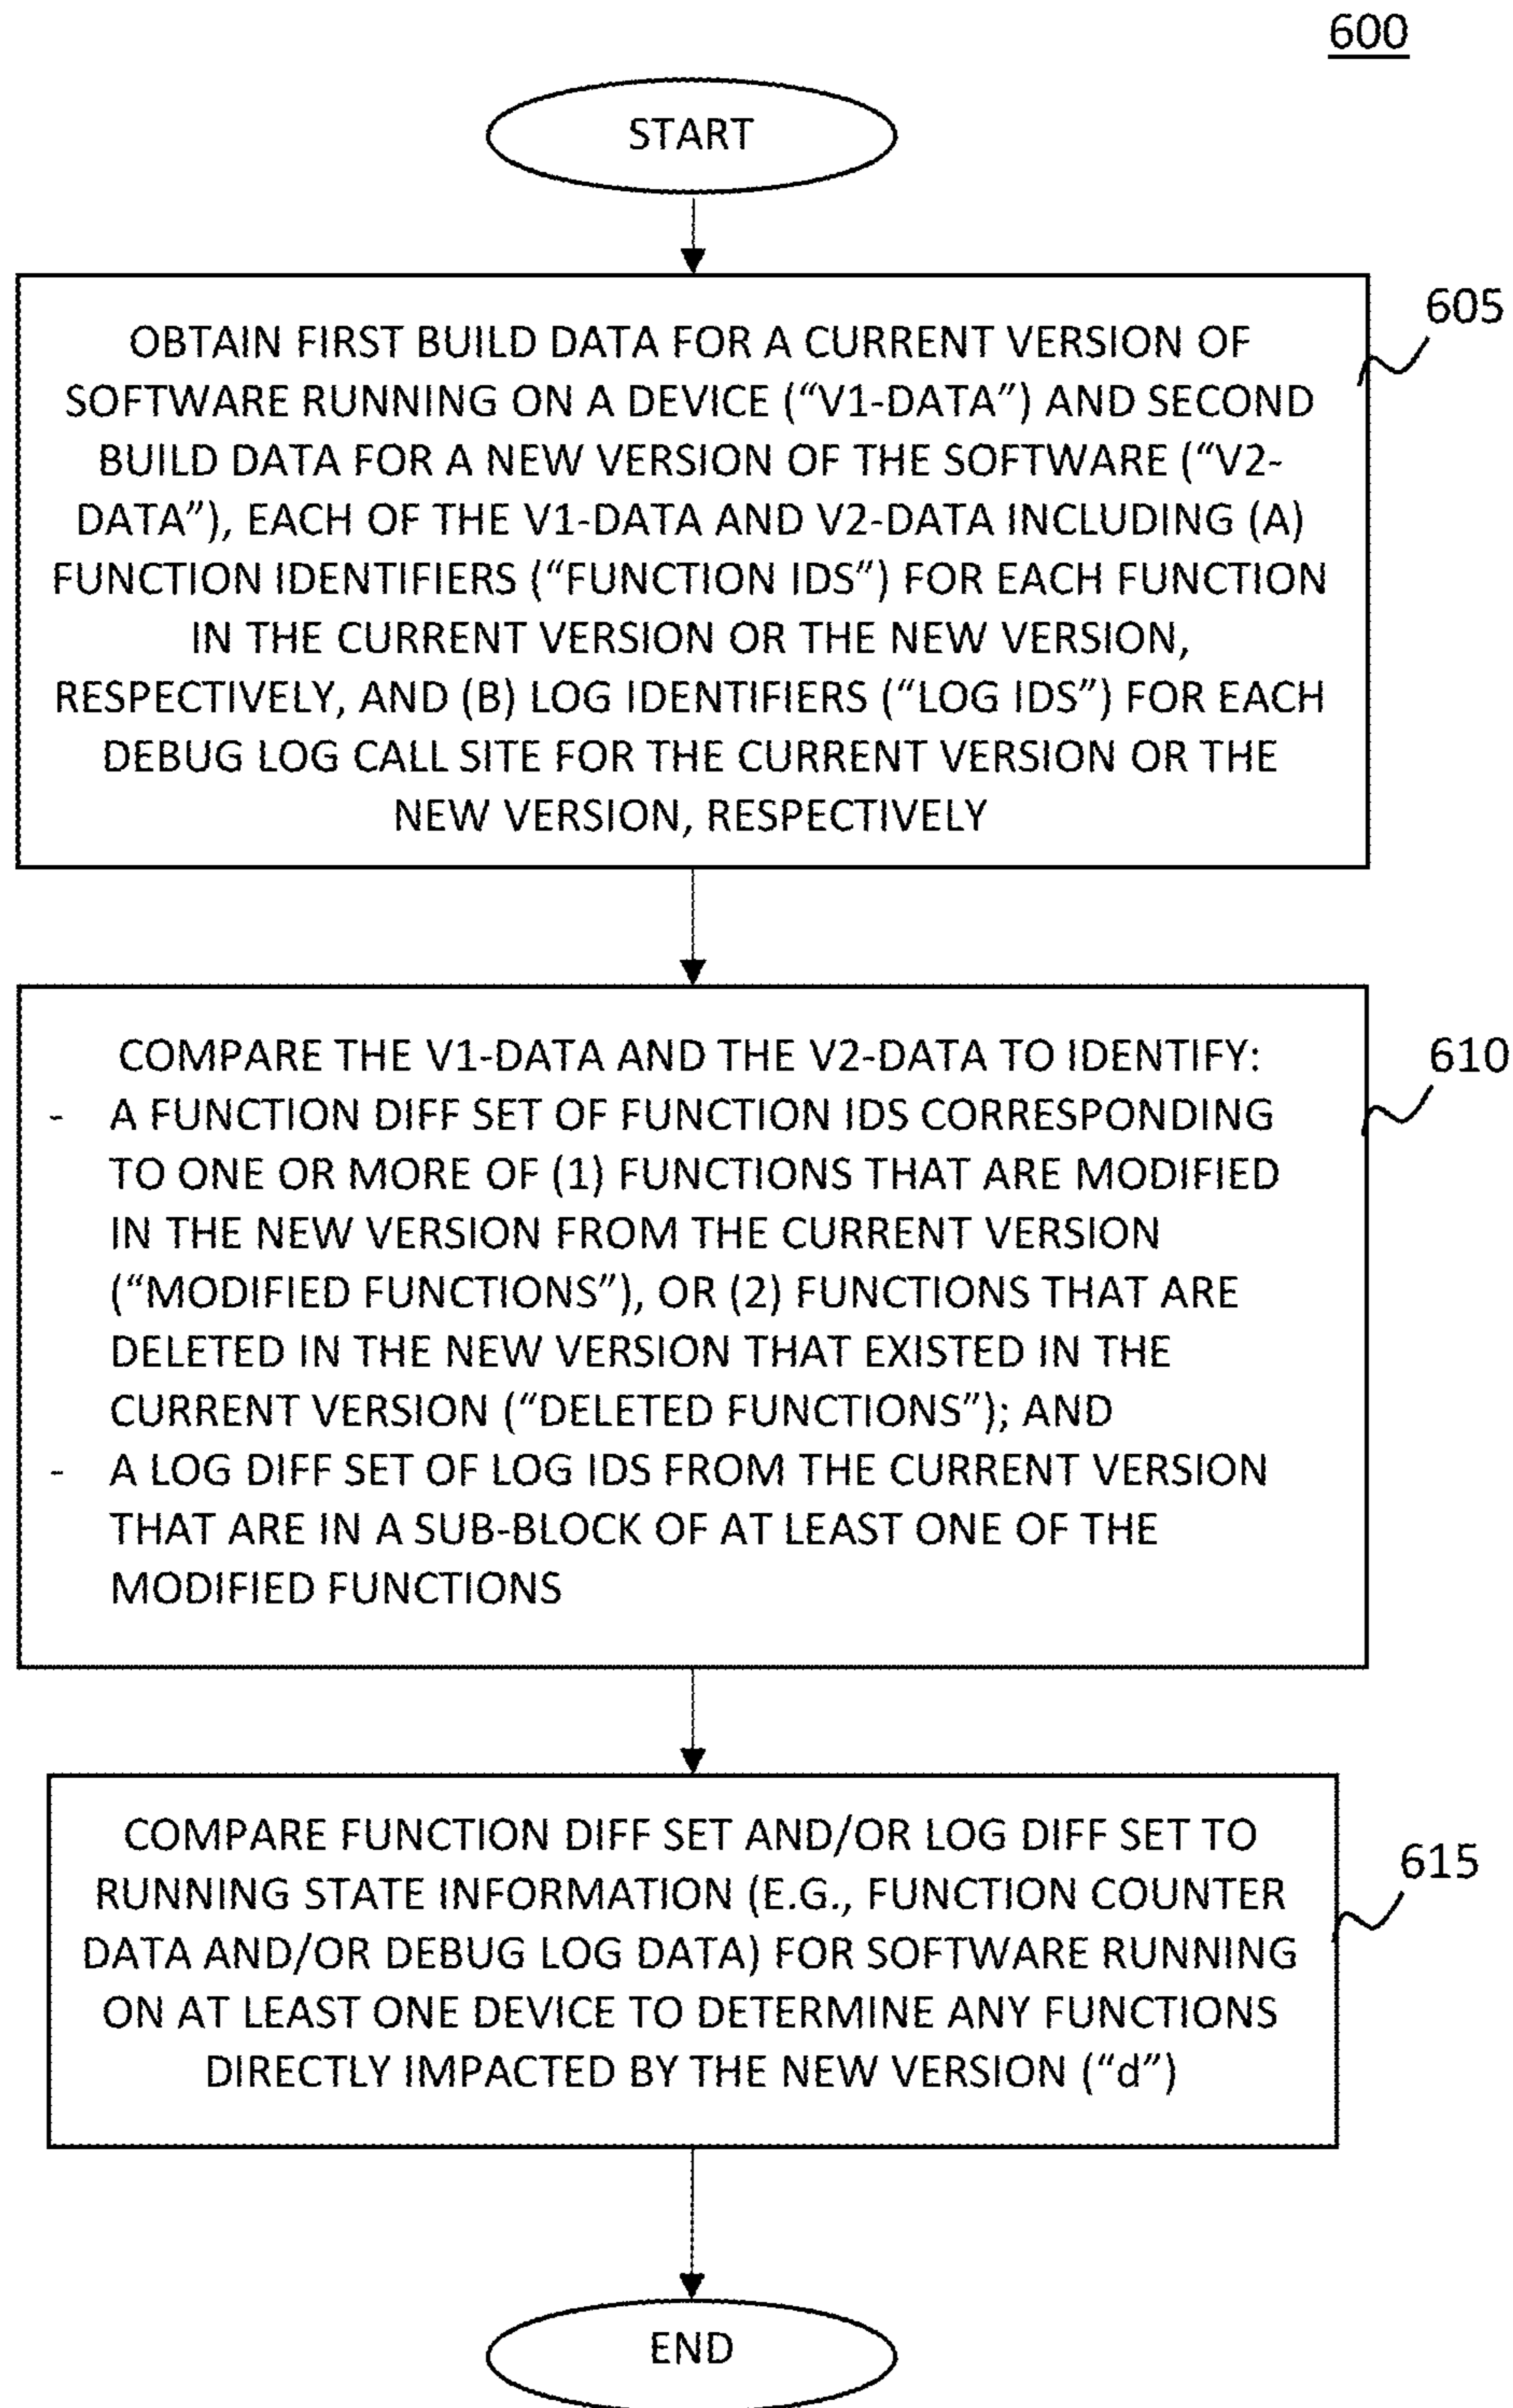 600
START
605
OBTAIN FIRST BUILD DATA FOR A CURRENT VERSION OF
SOFTWARE RUNNING ON A DEVICE (“V1-DATA”) AND SECOND
BUILD DATA FOR A NEW VERSION OF THE SOFTWARE (“V2-
DATA”), EACH OF THE V1-DATA AND V2-DATA INCLUDING (A)
FUNCTION IDENTIFIERS (“FUNCTION IDS”) FOR EACH FUNCTION
IN THE CURRENT VERSION OR THE NEW VERSION,
RESPECTIVELY, AND (B) LOG IDENTIFIERS (“LOG IDS”) FOR EACH
DEBUG LOG CALL SITE FOR THE CURRENT VERSION OR THE
NEW VERSION, RESPECTIVELY
610
COMPARE THE V1-DATA AND THE V2-DATA TO IDENTIFY:
- A FUNCTION DIFF SET OF FUNCTION IDS CORRESPONDING
TO ONE OR MORE OF (1) FUNCTIONS THAT ARE MODIFIED
IN THE NEW VERSION FROM THE CURRENT VERSION
(“MODIFIED FUNCTIONS”), OR (2) FUNCTIONS THAT ARE
DELETED IN THE NEW VERSION THAT EXISTED IN THE
CURRENT VERSION (“DELETED FUNCTIONS”); AND
- A LOG DIFF SET OF LOG IDS FROM THE CURRENT VERSION
THAT ARE IN A SUB-BLOCK OF AT LEAST ONE OF THE
MODIFIED FUNCTIONS
615
COMPARE FUNCTION DIFF SET AND/OR LOG DIFF SET TO
RUNNING STATE INFORMATION (E.G., FUNCTION COUNTER
DATA AND/OR DEBUG LOG DATA) FOR SOFTWARE RUNNING
ON AT LEAST ONE DEVICE TO DETERMINE ANY FUNCTIONS
DIRECTLY IMPACTED BY THE NEW VERSION (“d”)
END